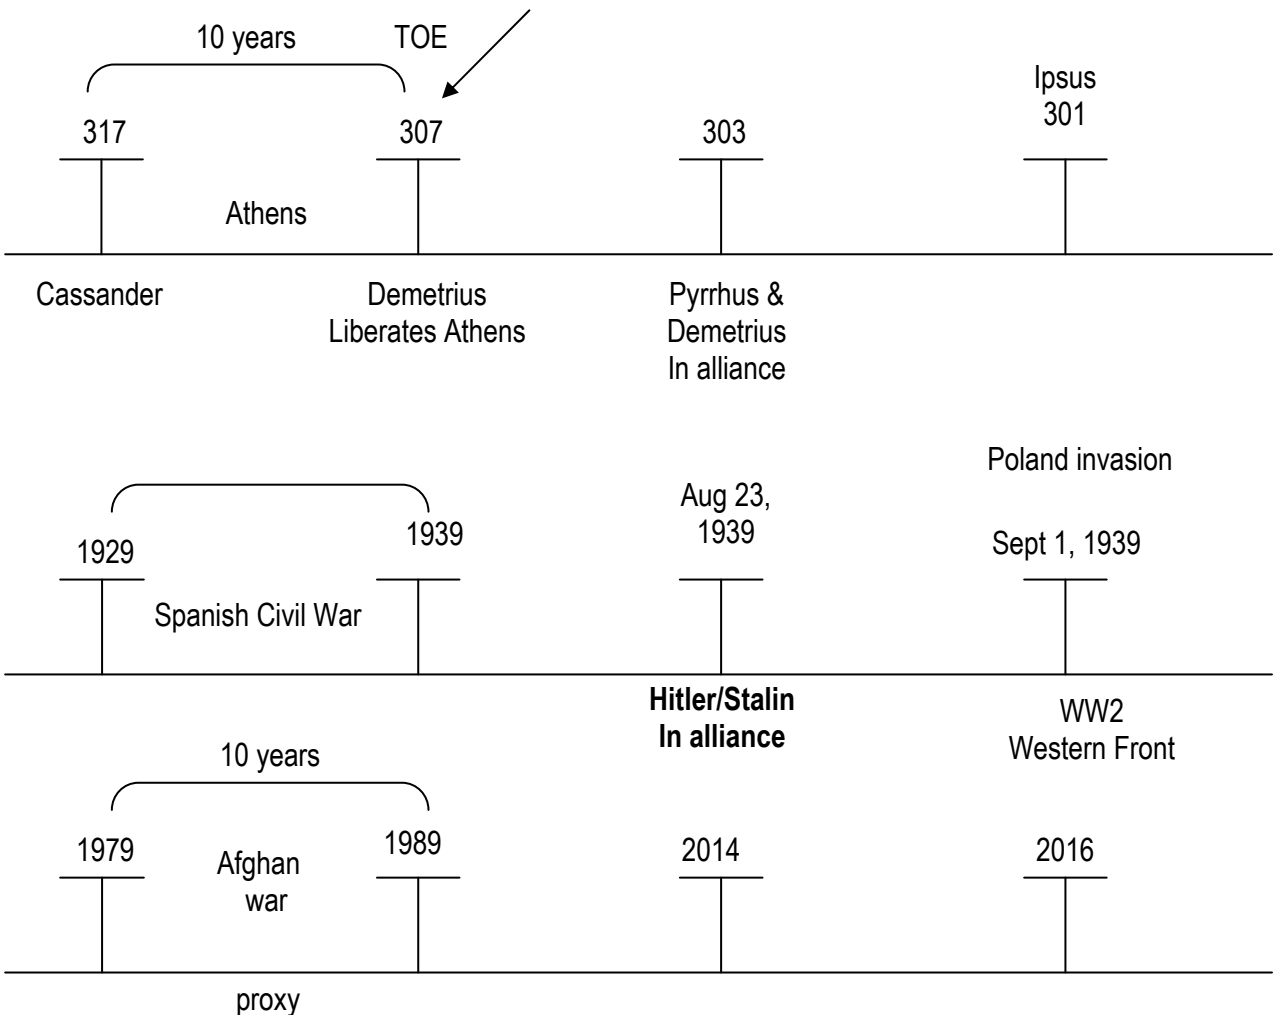 10 years
TOE
Ipsus
301
317
307
303
Athens
Cassander
Demetrius
Liberates Athens
Pyrrhus &
Demetrius
In alliance
Poland invasion
Aug 23,
1939
1929
1939
Sept 1, 1939
Spanish Civil War
Hitler/Stalin
In alliance
WW2
Western Front
10 years
1979
1989
2014
2016
Afghan
war
proxy